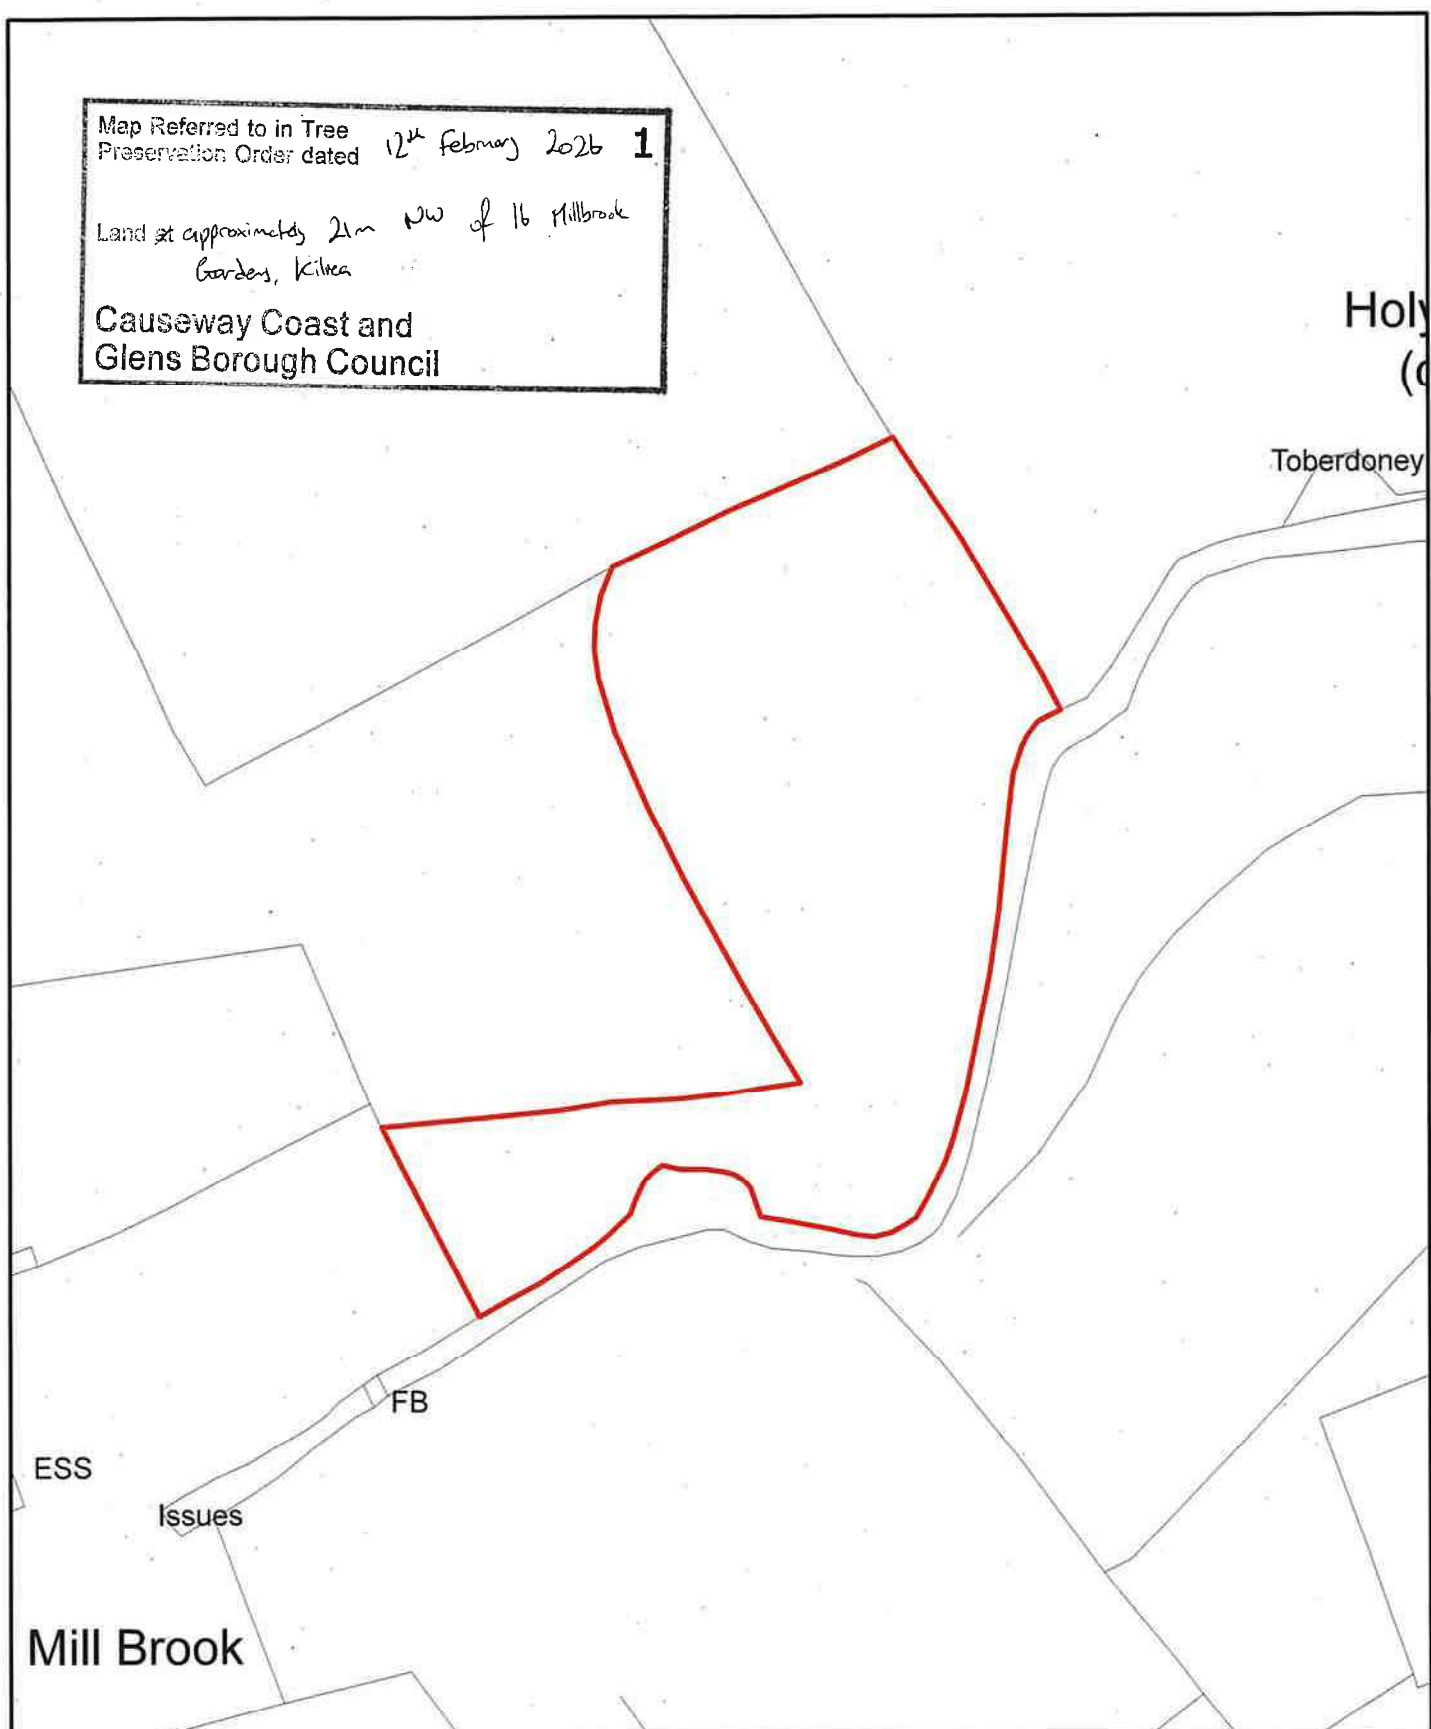 Map Referred to in Tree
Preservation Order dated 12th February 2026 1
Land at approximately 21m NW of 16 Millbrook
Gardens, Kilrea
Causeway Coast and
Glens Borough Council
Holy
(c
Toberdoney
FB
ESS
Issues
Mill Brook